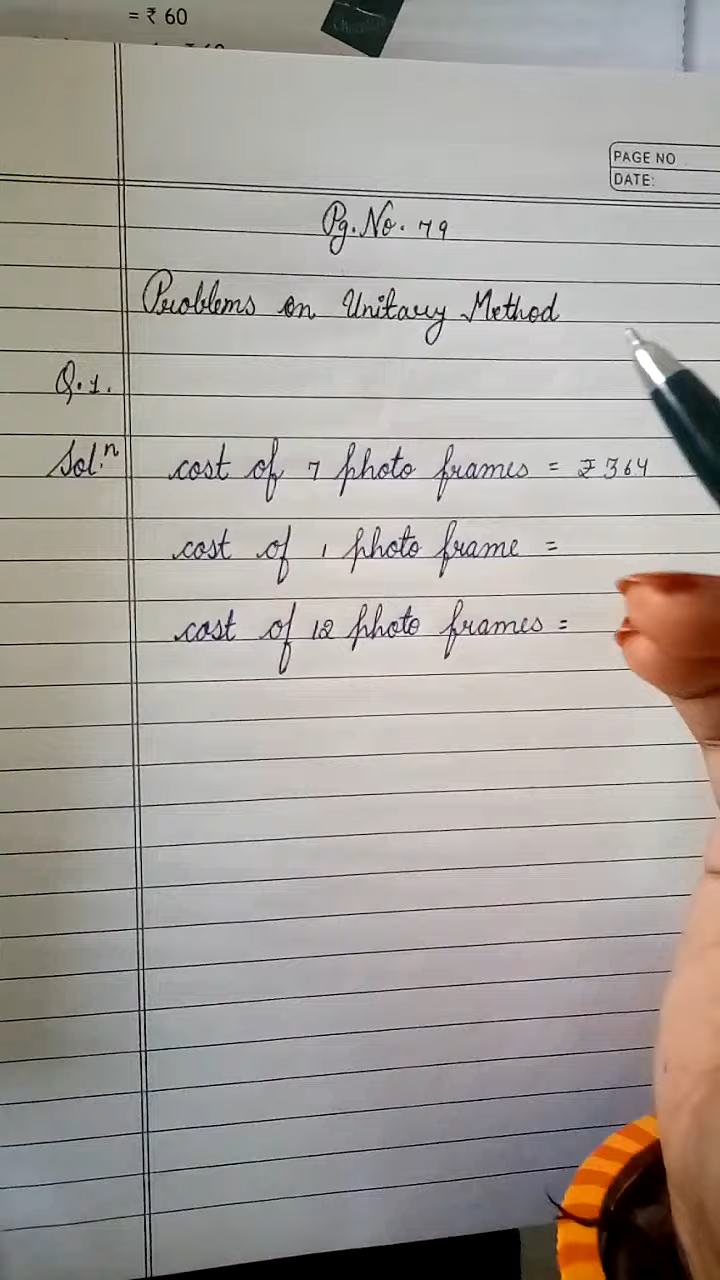 = ₹ 60
PAGE NO
DATE:
Pg. No. 79
Problems on Unitary Method
Q.1.
Sol.ⁿ cost of 7 photo frames = ₹ 364
cost of 1 photo frame =
cost of 12 photo frames =